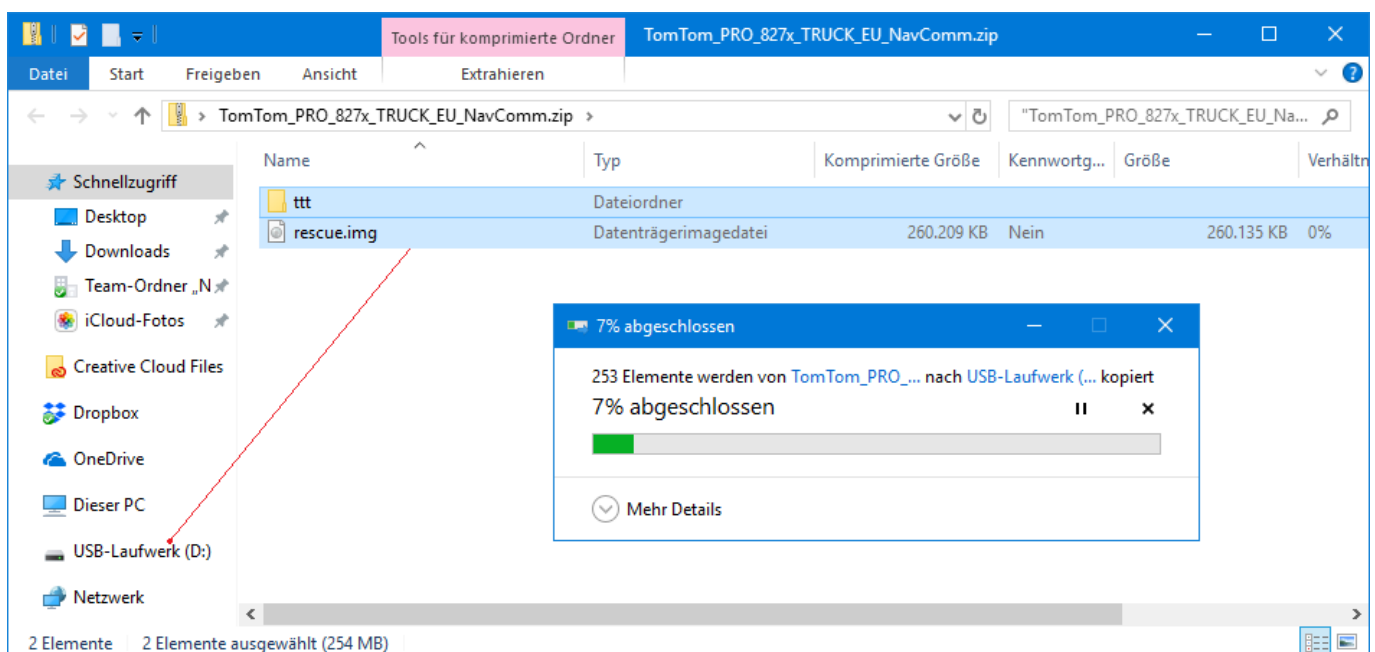 Tools für komprimierte Ordner TomTom_PRO_827x_TRUCK_EU_NavComm.zip
Datei Start Freigeben Ansicht Extrahieren
TomTom_PRO_827x_TRUCK_EU_NavComm.zip "TomTom_PRO_827x_TRUCK_EU_Na...
Name Typ Komprimierte Größe Kennwortg... Größe Verhältn
Schnellzugriff
Desktop
Downloads
Team-Ordner „N
iCloud-Fotos
Creative Cloud Files
Dropbox
OneDrive
Dieser PC
USB-Laufwerk (D:)
Netzwerk
ttt Dateiordner
rescue.img Datenträgerimagedatei 260.209 KB Nein 260.135 KB 0%
7% abgeschlossen
253 Elemente werden von TomTom_PRO_... nach USB-Laufwerk (... kopiert
7% abgeschlossen
Mehr Details
2 Elemente 2 Elemente ausgewählt (254 MB)